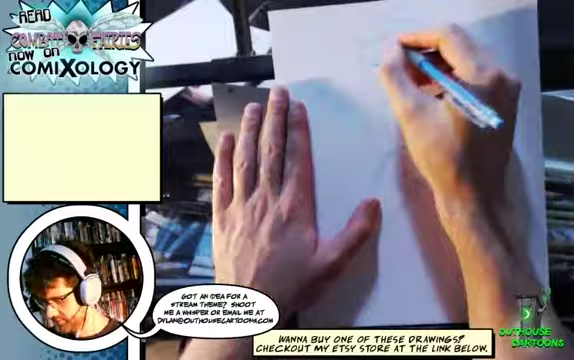 READ
COMBAT FAIRIES
NOW ON
COMIXOLOGY
GOT AN IDEA FOR A
STREAM THEME? SHOOT
ME A WHISPER OR EMAIL ME AT
DYLAN@OUTHOUSECARTOONS.COM
WANNA BUY ONE OF THESE DRAWINGS?
CHECKOUT MY ETSY STORE AT THE LINK BELOW.
OUTHOUSE
CARTOONS